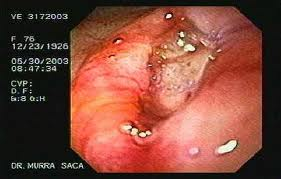 VE 3172003
F 76
12/23/1926
05/30/2003
08:47:34
CVP:
D.F:
DR.MURRA SACA